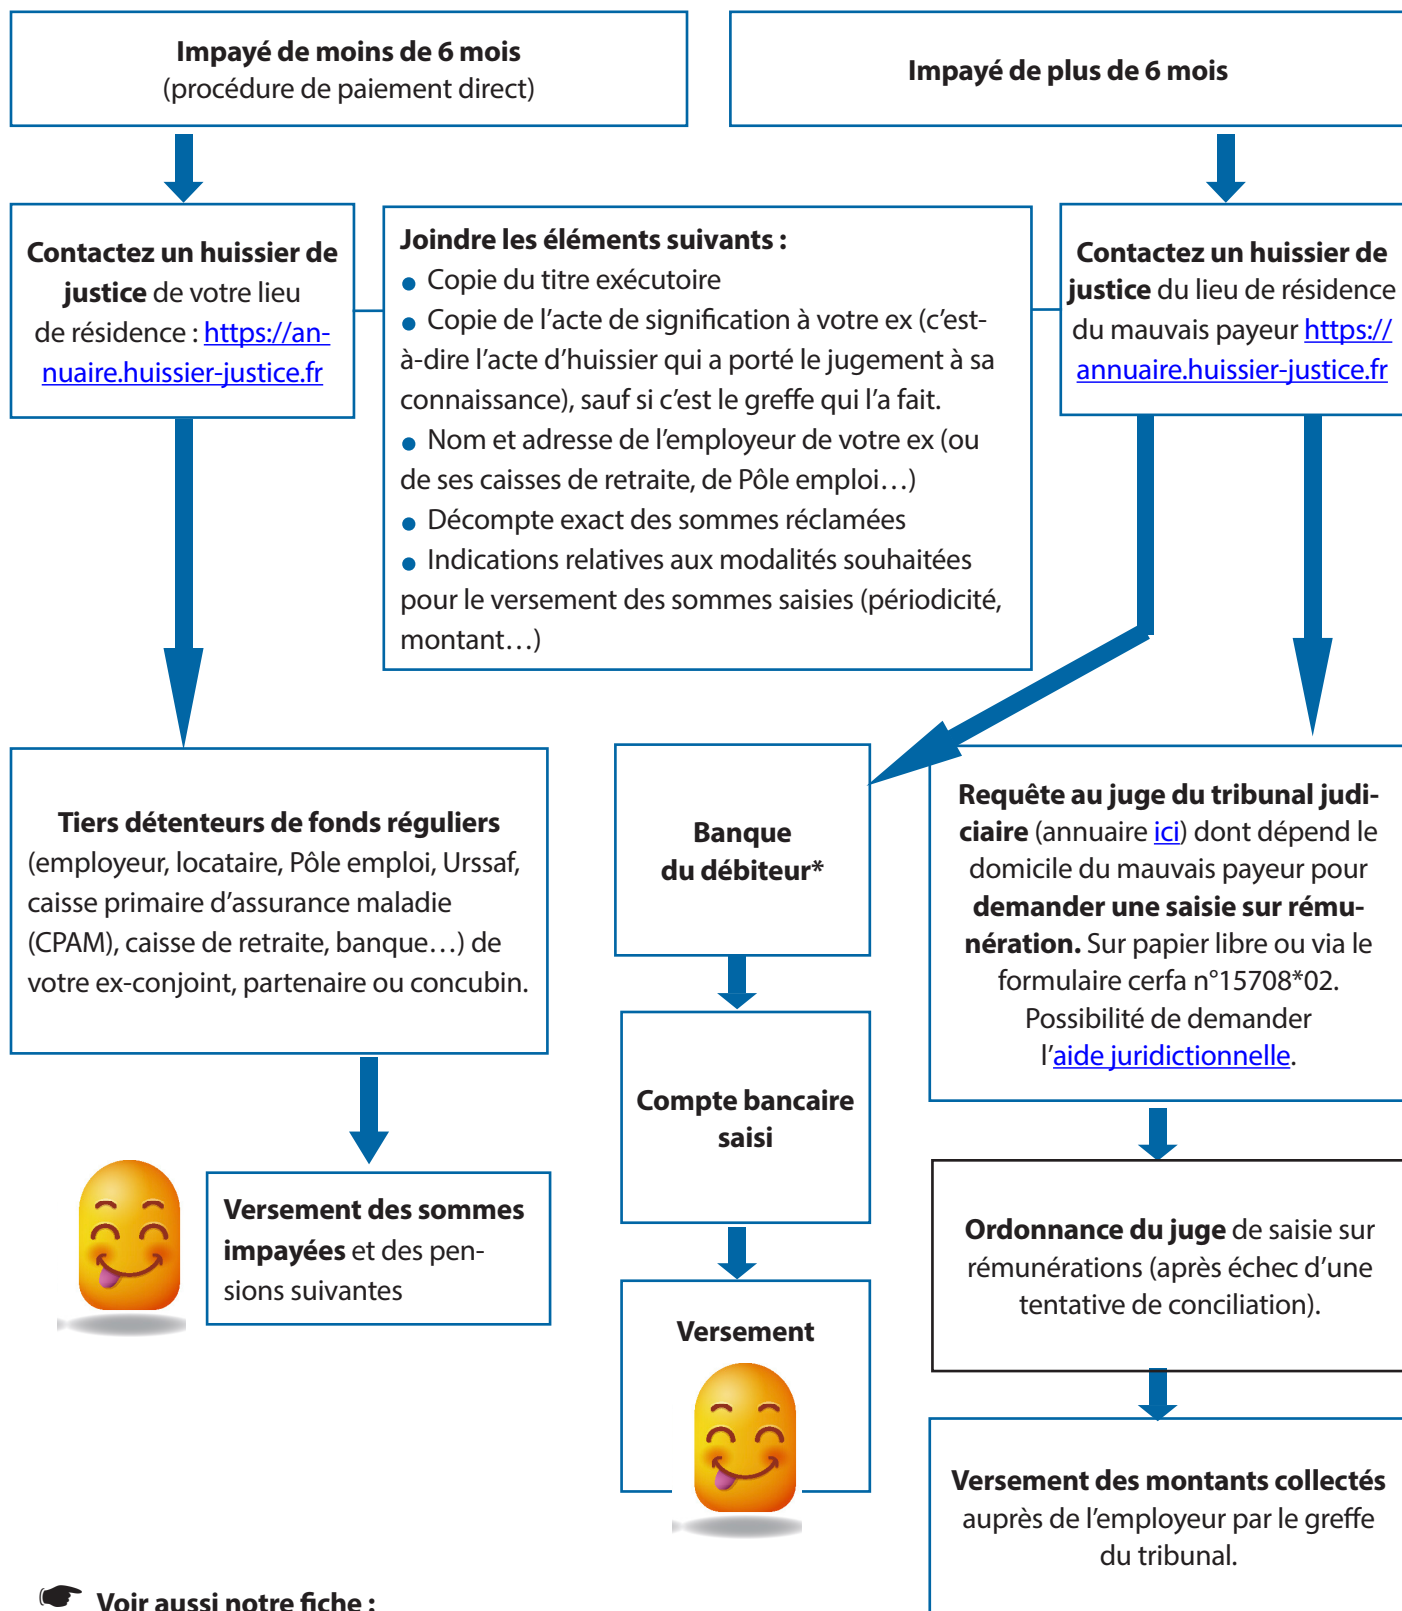 Impayé de moins de 6 mois
(procédure de paiement direct)
Impayé de plus de 6 mois
Contactez un huissier de
justice de votre lieu
de résidence : https://an-
nuaire.huissier-justice.fr
Joindre les éléments suivants :
● Copie du titre exécutoire
● Copie de l’acte de signification à votre ex (c’est-
à-dire l’acte d’huissier qui a porté le jugement à sa
connaissance), sauf si c’est le greffe qui l’a fait.
● Nom et adresse de l’employeur de votre ex (ou
de ses caisses de retraite, de Pôle emploi…)
● Décompte exact des sommes réclamées
● Indications relatives aux modalités souhaitées
pour le versement des sommes saisies (périodicité,
montant…)
Contactez un huissier de
justice du lieu de résidence
du mauvais payeur https://
annuaire.huissier-justice.fr
Tiers détenteurs de fonds réguliers
(employeur, locataire, Pôle emploi, Urssaf,
caisse primaire d’assurance maladie
(CPAM), caisse de retraite, banque…) de
votre ex-conjoint, partenaire ou concubin.
Versement des sommes
impayées et des pen-
sions suivantes
Banque
du débiteur*
Compte bancaire
saisi
Versement
Requête au juge du tribunal judi-
ciaire (annuaire ici) dont dépend le
domicile du mauvais payeur pour
demander une saisie sur rému-
nération. Sur papier libre ou via le
formulaire cerfa n°15708*02.
Possibilité de demander
l’aide juridictionnelle.
Ordonnance du juge de saisie sur
rémunérations (après échec d’une
tentative de conciliation).
Versement des montants collectés
auprès de l’employeur par le greffe
du tribunal.
☛ Voir aussi notre fiche :